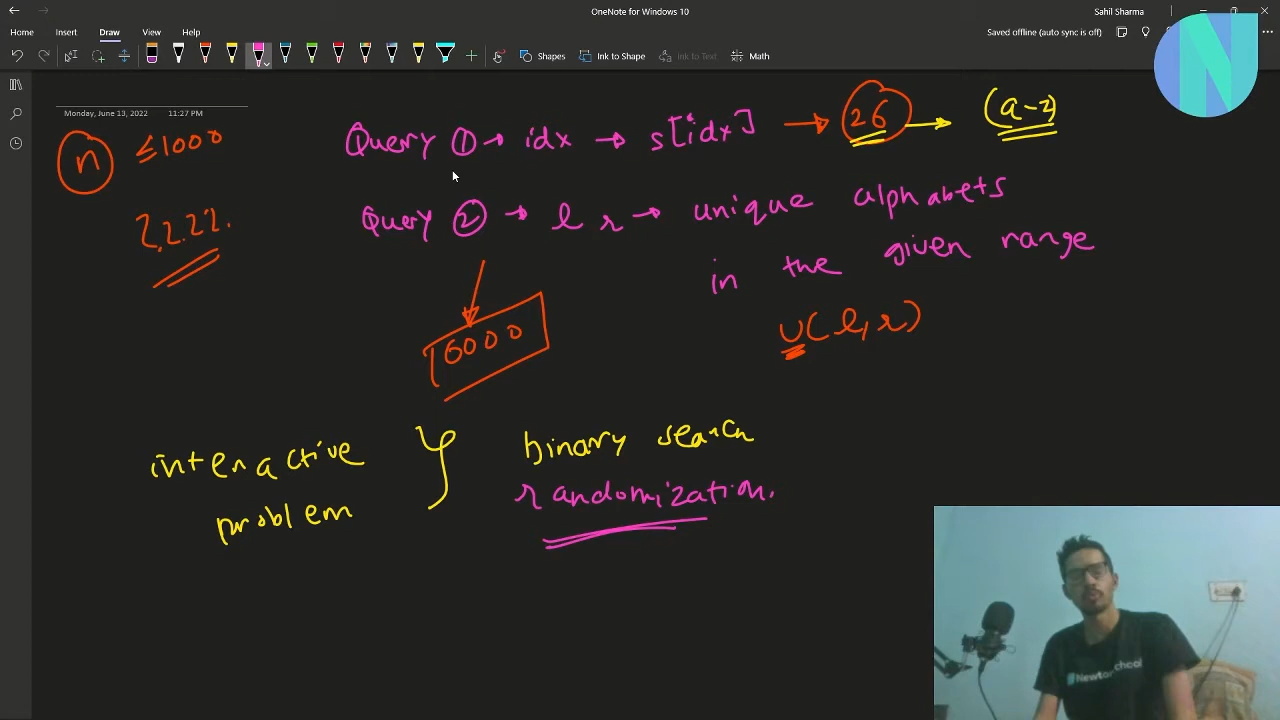 OneNote for Windows 10
Sahil Sharma
Home Insert Draw View Help
Saved offline (auto sync is off)
Shapes
Ink to Shape
Ink to Text
Math
Monday, June 13, 2022 11:27 PM
n ≤1000
Query 1 → idx → s[idx] → 26 → (a-z)
Query 2 → l r → unique alphabets
in the given range
U(l,r)
6000
interactive
problem
binary search
randomization.
Newton School